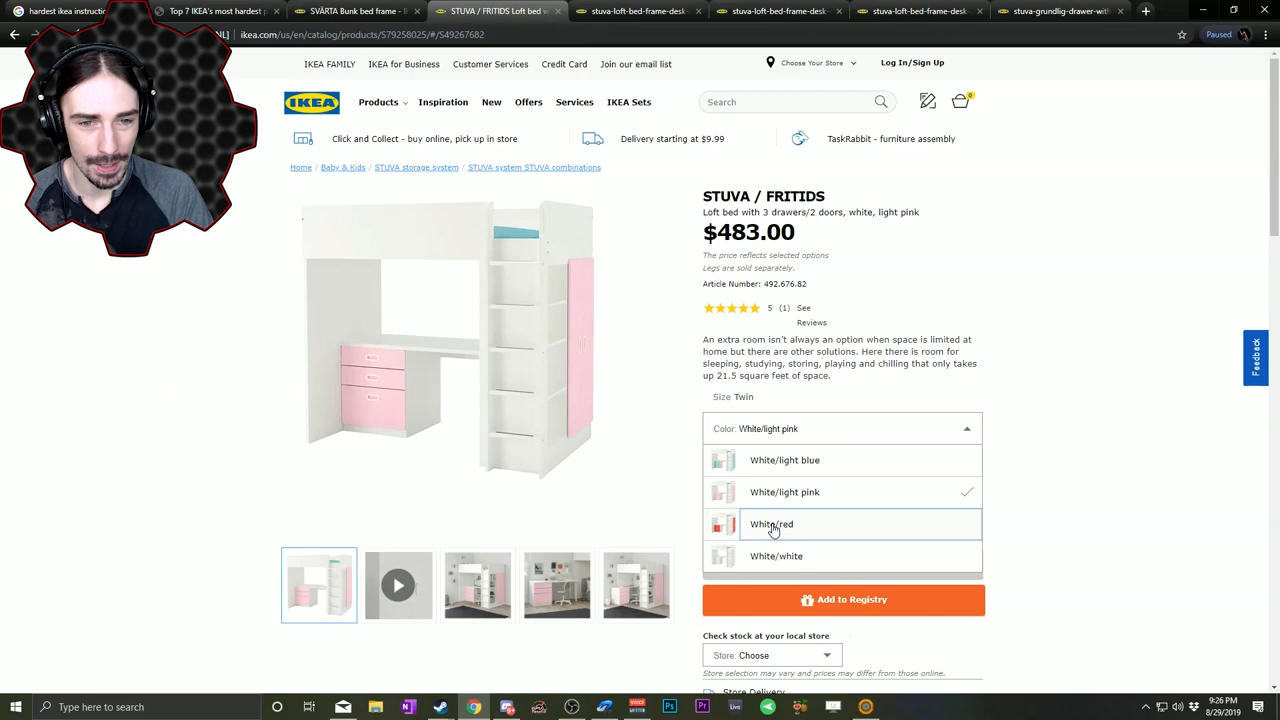 hardest ikea instructio
Top 7 IKEA's most hardest
SVÄRTA Bunk bed frame
STUVA / FRITIDS Loft bed w
stuva-loft-bed-frame-desk
stuva-loft-bed-frame-desk
stuva-loft-bed-frame-desk
stuva-grundlig-drawer-with
NL] | ikea.com/us/en/catalog/products/S79258025/#/S49267682
Paused
IKEA FAMILY
IKEA for Business
Customer Services
Credit Card
Join our email list
Choose Your Store
Log In/Sign Up
IKEA
Products
Inspiration
New
Offers
Services
IKEA Sets
Search
0
Click and Collect - buy online, pick up in store
Delivery starting at $9.99
TaskRabbit - furniture assembly
Home / Baby & Kids / STUVA storage system / STUVA system STUVA combinations
STUVA / FRITIDS
Loft bed with 3 drawers/2 doors, white, light pink
$483.00
The price reflects selected options
Legs are sold separately.
Article Number: 492.676.82
5 (1) See
Reviews
An extra room isn't always an option when space is limited at
home but there are other solutions. Here there is room for
sleeping, studying, storing, playing and chilling that only takes
up 21.5 square feet of space.
Size Twin
Color: White/light pink
White/light blue
White/light pink
White/red
White/white
Add to Registry
Check stock at your local store
Store: Choose
Store selection may vary and prices may differ from those online.
Store Delivery
Feedback
Type here to search
Ps
Pr
Live
9:26 PM
8/29/2019